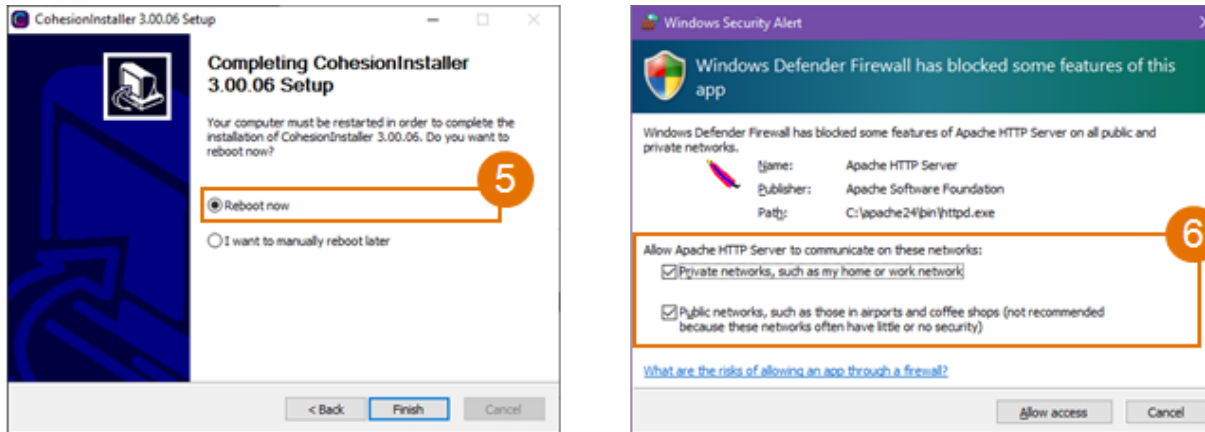 CohesionInstaller 3.00.06 Setup
Completing CohesionInstaller
3.00.06 Setup
Your computer must be restarted in order to complete the
installation of CohesionInstaller 3.00.06. Do you want to
reboot now?
5
Reboot now
I want to manually reboot later
< Back
Finish
Cancel
Windows Security Alert
Windows Defender Firewall has blocked some features of this
app
Windows Defender Firewall has blocked some features of Apache HTTP Server on all public and
private networks.
Name: Apache HTTP Server
Publisher: Apache Software Foundation
Path: C:\apache24\bin\httpd.exe
6
Allow Apache HTTP Server to communicate on these networks:
Private networks, such as my home or work network
Public networks, such as those in airports and coffee shops (not recommended
because these networks often have little or no security)
What are the risks of allowing an app through a firewall?
Allow access
Cancel